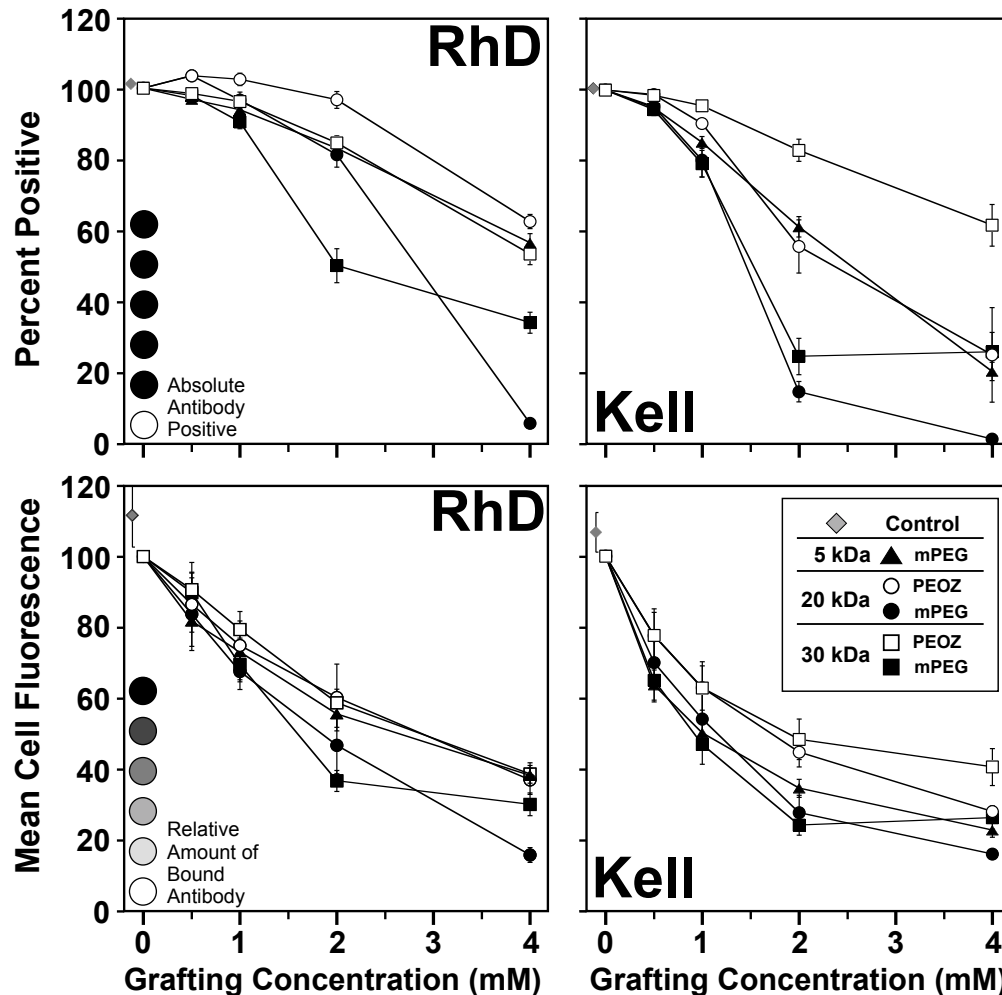 RhD
Percent Positive
120
100
80
60
40
20
0
Absolute
Antibody
Positive
Kell
RhD
Mean Cell Fluorescence
120
100
80
60
40
20
0
Relative
Amount of
Bound
Antibody
0 1 2 3 4
Grafting Concentration (mM)
Control
5 kDa mPEG
20 kDa PEOZ
mPEG
30 kDa PEOZ
mPEG
Kell
0 1 2 3 4
Grafting Concentration (mM)